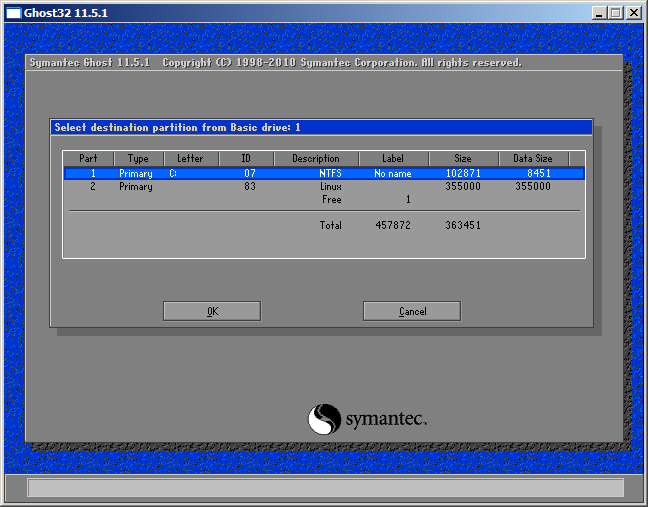 Ghost32 11.5.1
Symantec Ghost 11.5.1 Copyright (C) 1998-2010 Symantec Corporation. All rights reserved.
Select destination partition from Basic drive: 1
Part Type Letter ID Description Label Size Data Size
1 Primary C: 07 NTFS No name 102871 8451
2 Primary 83 Linux 355000 355000
Free 1
Total 457872 363451
OK Cancel
symantec.